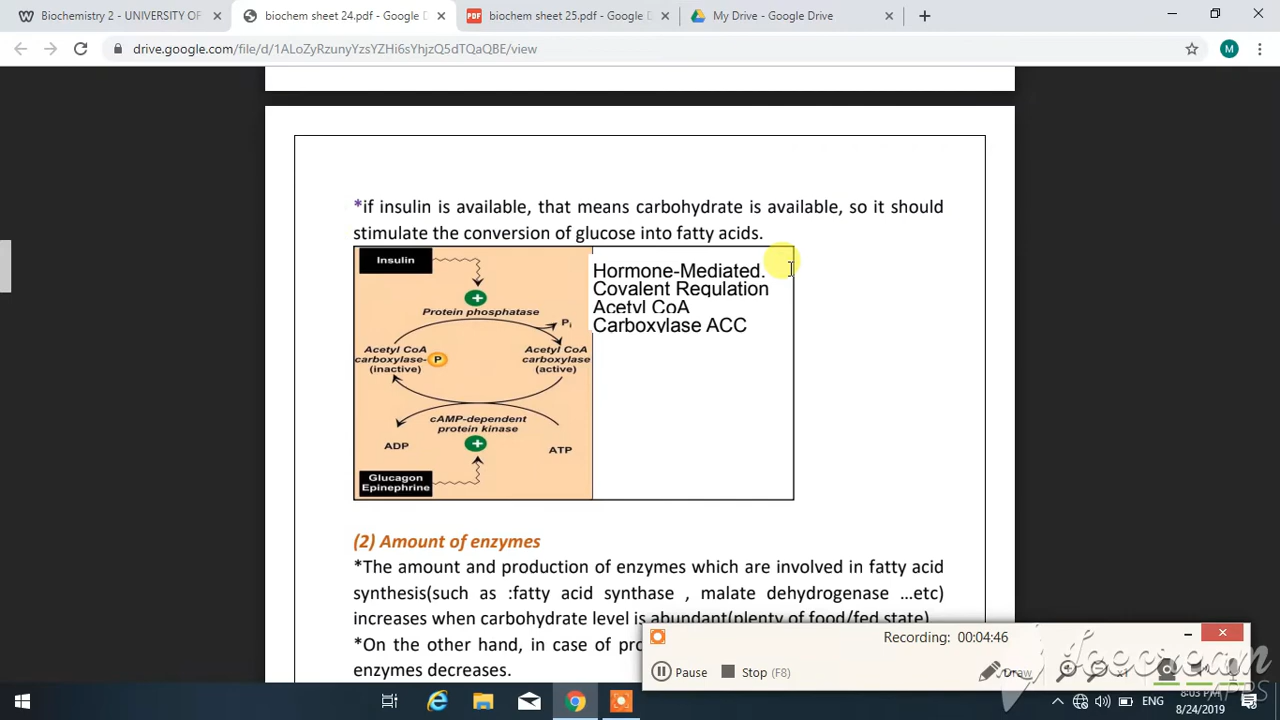 Biochemistry 2 - UNIVERSITY OF
biochem sheet 24.pdf - Google D
biochem sheet 25.pdf - Google D
My Drive - Google Drive
drive.google.com/file/d/1ALoZyRzunyYzsYZHi6sYhjzQ5dTQaQBE/view
M
*if insulin is available, that means carbohydrate is available, so it should
stimulate the conversion of glucose into fatty acids.
Insulin
Protein phosphatase
Pi
Acetyl CoA
carboxylase- P
(inactive)
Acetyl CoA
carboxylase
(active)
cAMP-dependent
protein kinase
ADP
ATP
Glucagon
Epinephrine
Hormone-Mediated.
Covalent Regulation
Acetyl CoA
Carboxylase ACC
(2) Amount of enzymes
*The amount and production of enzymes which are involved in fatty acid
synthesis(such as :fatty acid synthase , malate dehydrogenase ...etc)
increases when carbohydrate level is abundant(plenty of food/fed state)
*On the other hand, in case of
enzymes decreases.
Recording: 00:04:46
Pause
Stop (F8)
Draw
x1
Icecream
APPS
ENG
8:03 PM
8/24/2019